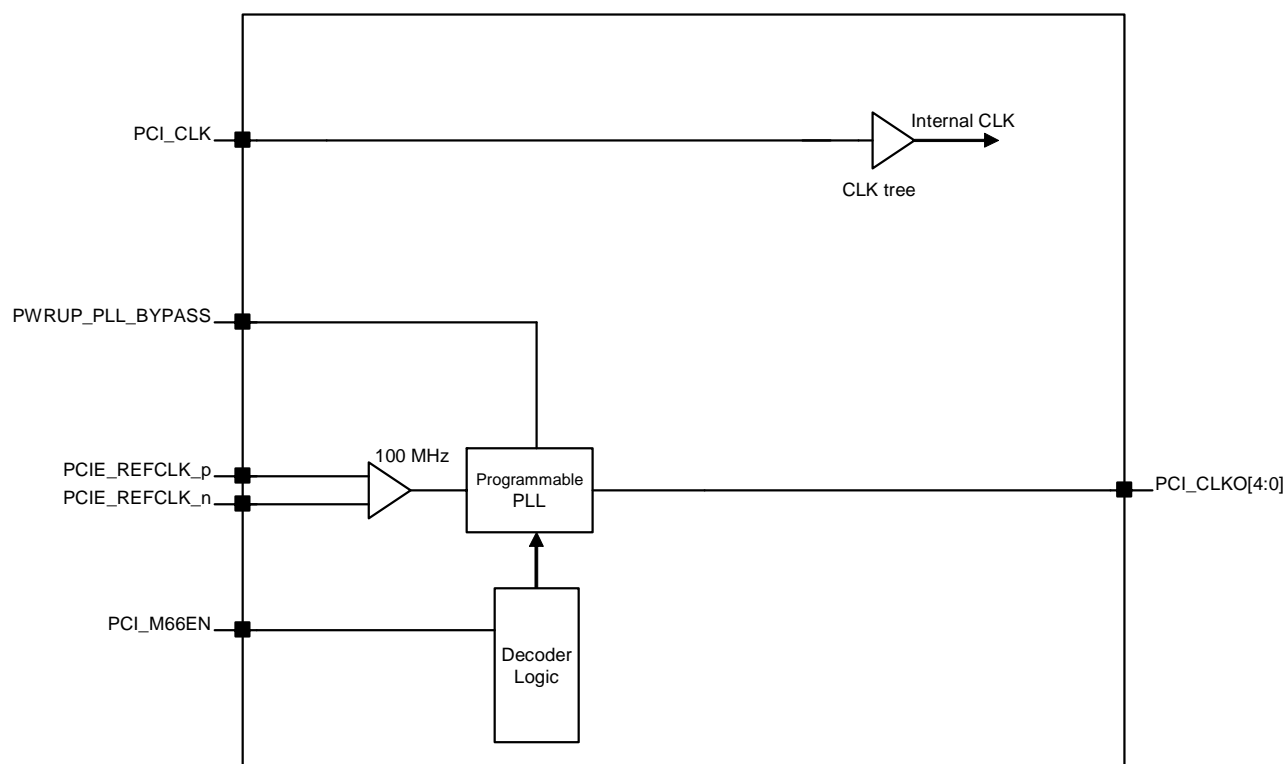 PCI_CLK
Internal CLK
CLK tree
PWRUP_PLL_BYPASS
100 MHz
PCIE_REFCLK_p
PCIE_REFCLK_n
Programmable
PLL
PCI_CLKO[4:0]
PCI_M66EN
Decoder
Logic